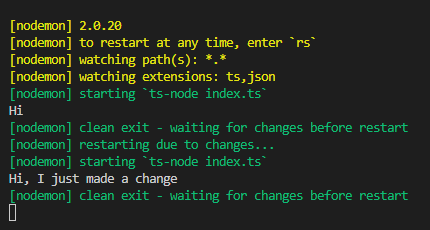 [nodemon] 2.0.20
[nodemon] to restart at any time, enter `rs`
[nodemon] watching path(s): *.*
[nodemon] watching extensions: ts,json
[nodemon] starting `ts-node index.ts`
Hi
[nodemon] clean exit - waiting for changes before restart
[nodemon] restarting due to changes...
[nodemon] starting `ts-node index.ts`
Hi, I just made a change
[nodemon] clean exit - waiting for changes before restart